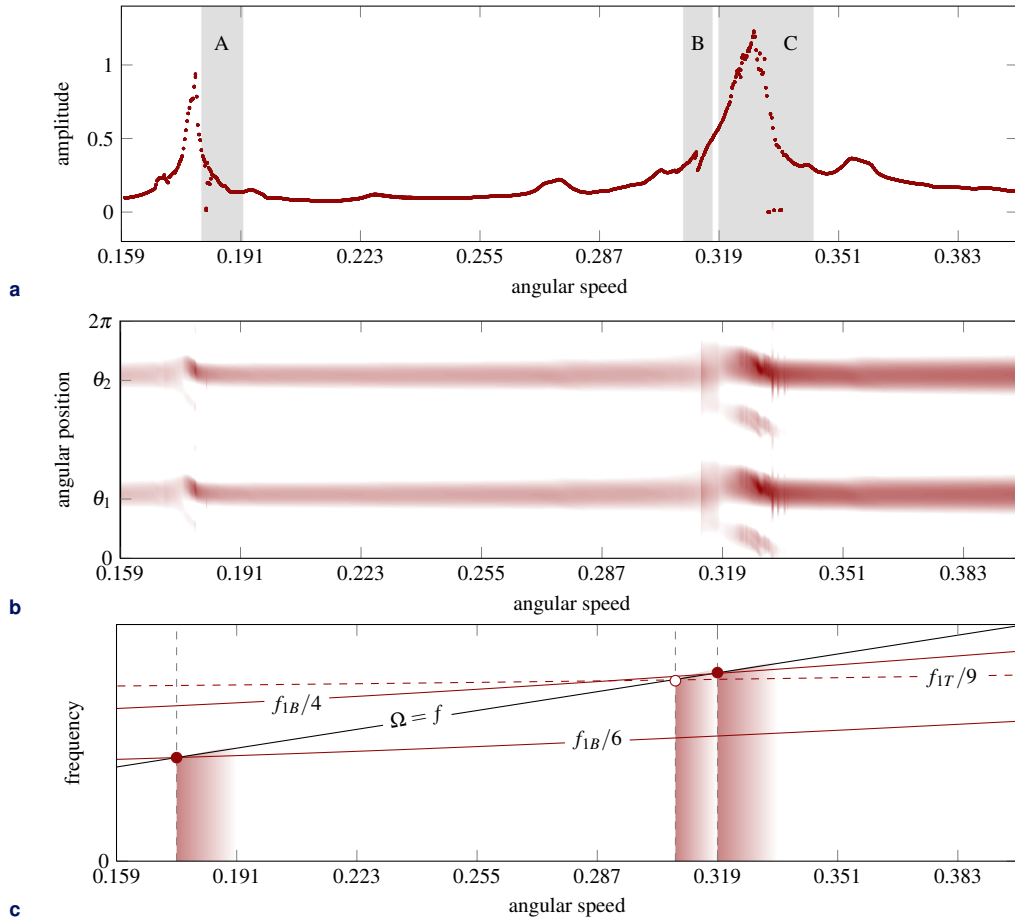 A
B
C
1
0.5
0
amplitude
0.159 0.191 0.223 0.255 0.287 0.319 0.351 0.383
angular speed
a
2π
θ₂
θ₁
0
angular position
0.159 0.191 0.223 0.255 0.287 0.319 0.351 0.383
angular speed
b
f₁B/4
Ω = f
f₁B/6
f₁T/9
frequency
0
0.159 0.191 0.223 0.255 0.287 0.319 0.351 0.383
angular speed
c